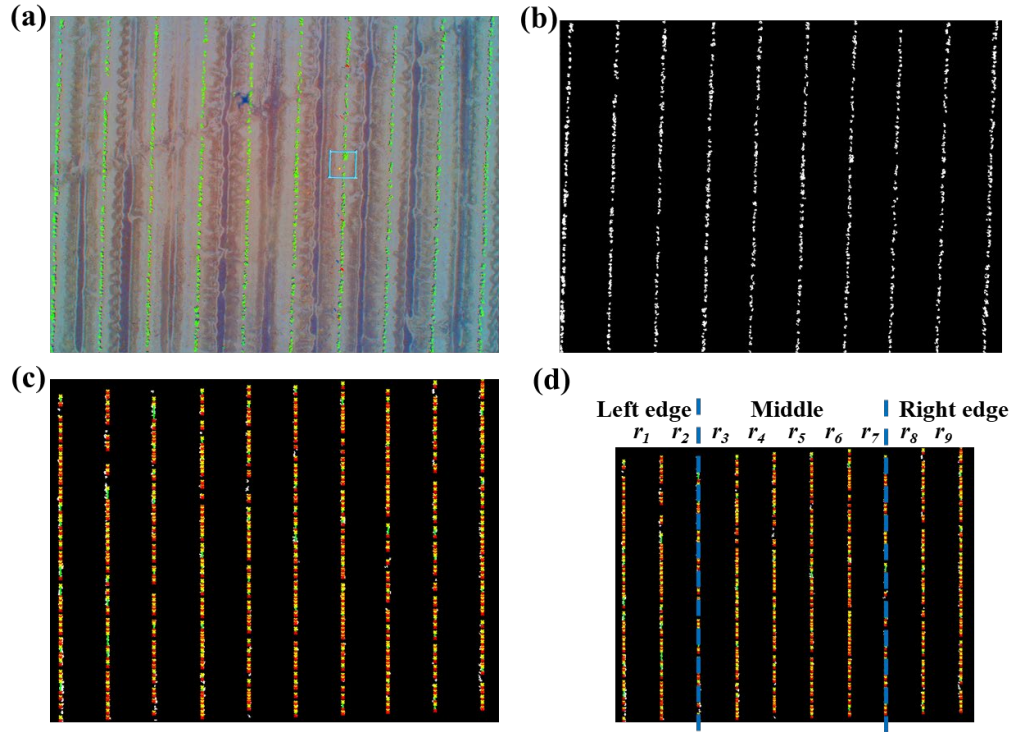 (a)
(b)
(c)
(d)
Left edge Middle Right edge
r1 r2 r3 r4 r5 r6 r7 r8 r9